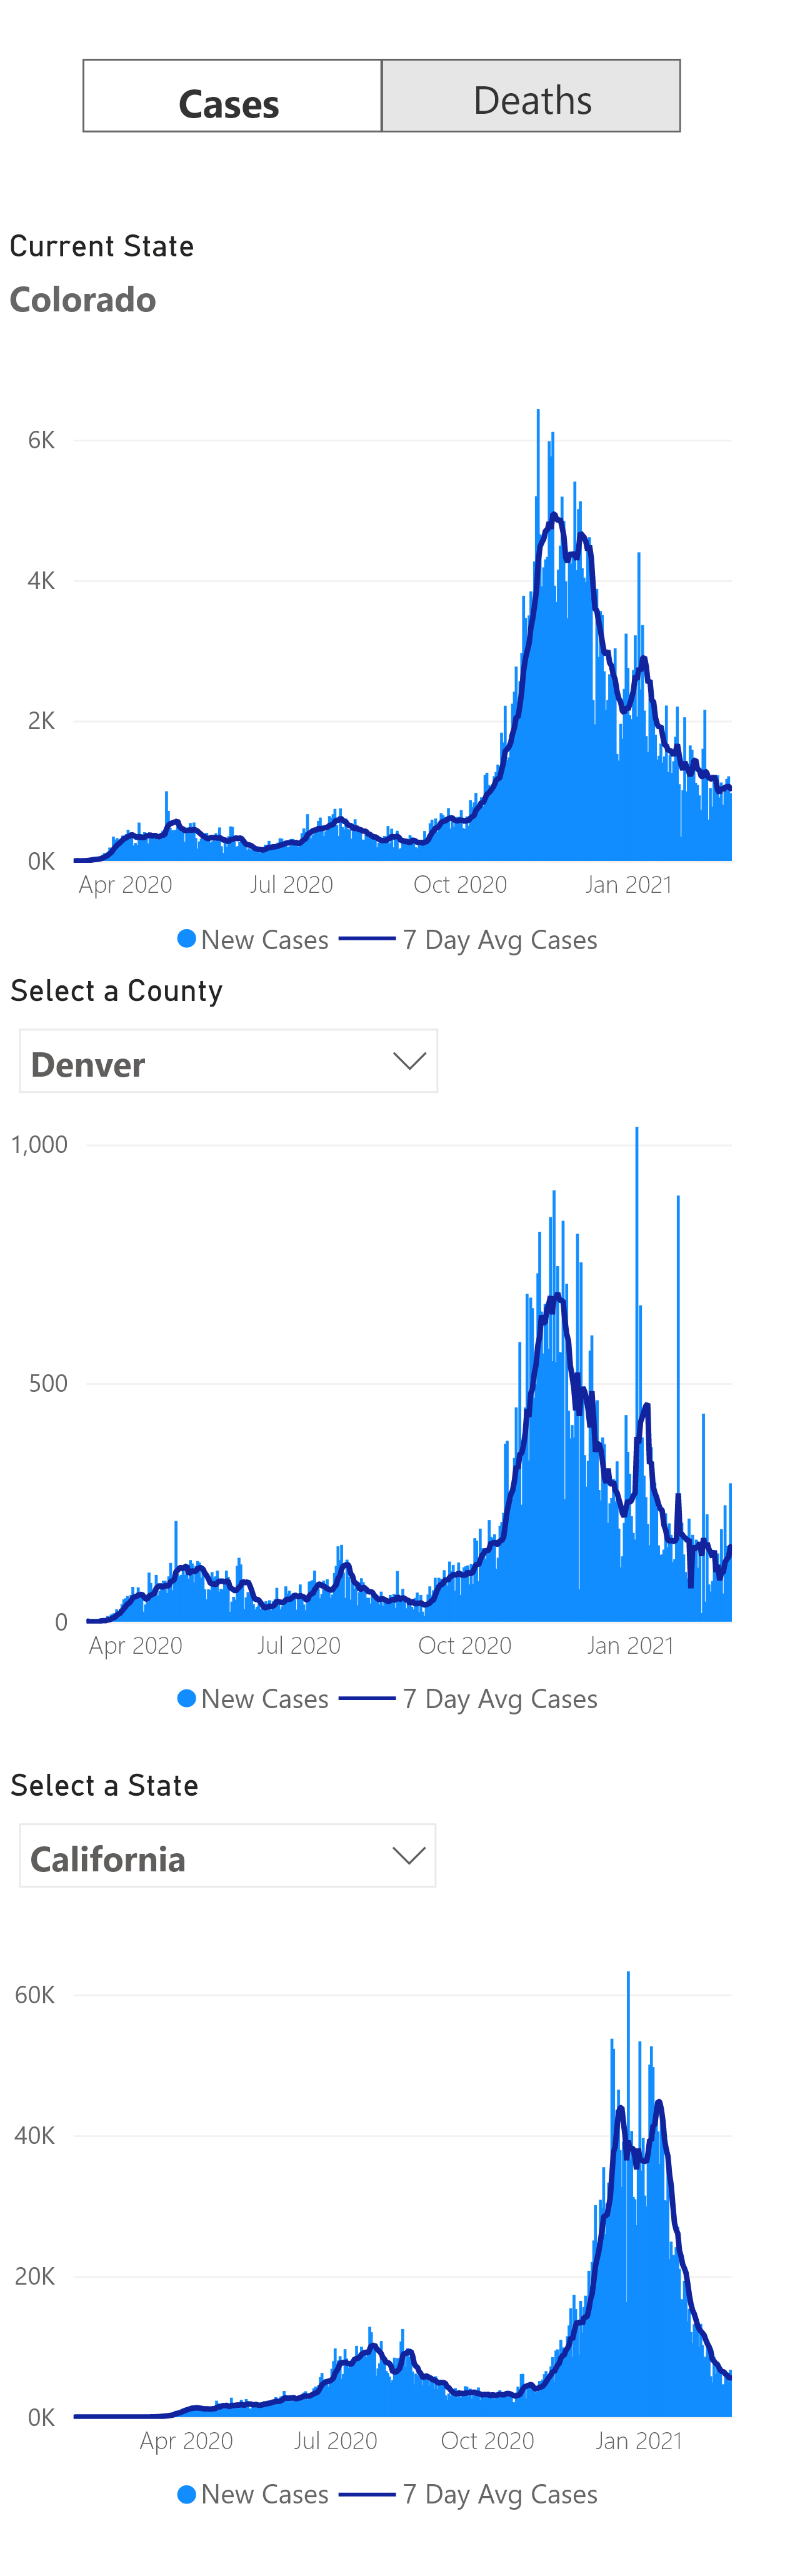 Cases Deaths
Current State
Colorado
6K
4K
2K
0K
Apr 2020 Jul 2020 Oct 2020 Jan 2021
New Cases 7 Day Avg Cases
Select a County
Denver
1,000
500
0
Apr 2020 Jul 2020 Oct 2020 Jan 2021
New Cases 7 Day Avg Cases
Select a State
California
60K
40K
20K
0K
Apr 2020 Jul 2020 Oct 2020 Jan 2021
New Cases 7 Day Avg Cases